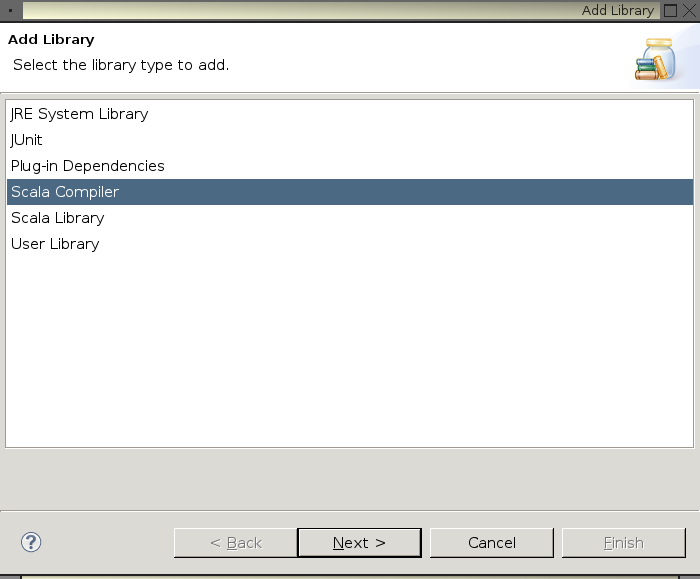 Add Library
Add Library
Select the library type to add.
JRE System Library
JUnit
Plug-in Dependencies
Scala Compiler
Scala Library
User Library
?
< Back
Next >
Cancel
Finish